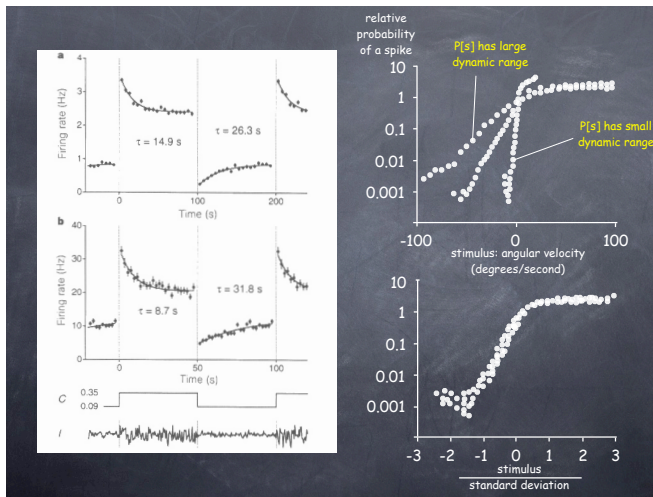 a
Firing rate (Hz)
4
3
2
1
0
τ = 14.9 s
τ = 26.3 s
0
100
200
Time (s)
b
Firing rate (Hz)
40
30
20
10
0
τ = 8.7 s
τ = 31.8 s
0
50
100
Time (s)
C
0.35
0.09
I
relative
probability
of a spike
P[s] has large
dynamic range
P[s] has small
dynamic range
10
1
0.1
0.01
0.001
-100
0
100
stimulus: angular velocity
(degrees/second)
10
1
0.1
0.01
0.001
-3
-2
-1
0
1
2
3
stimulus
standard deviation